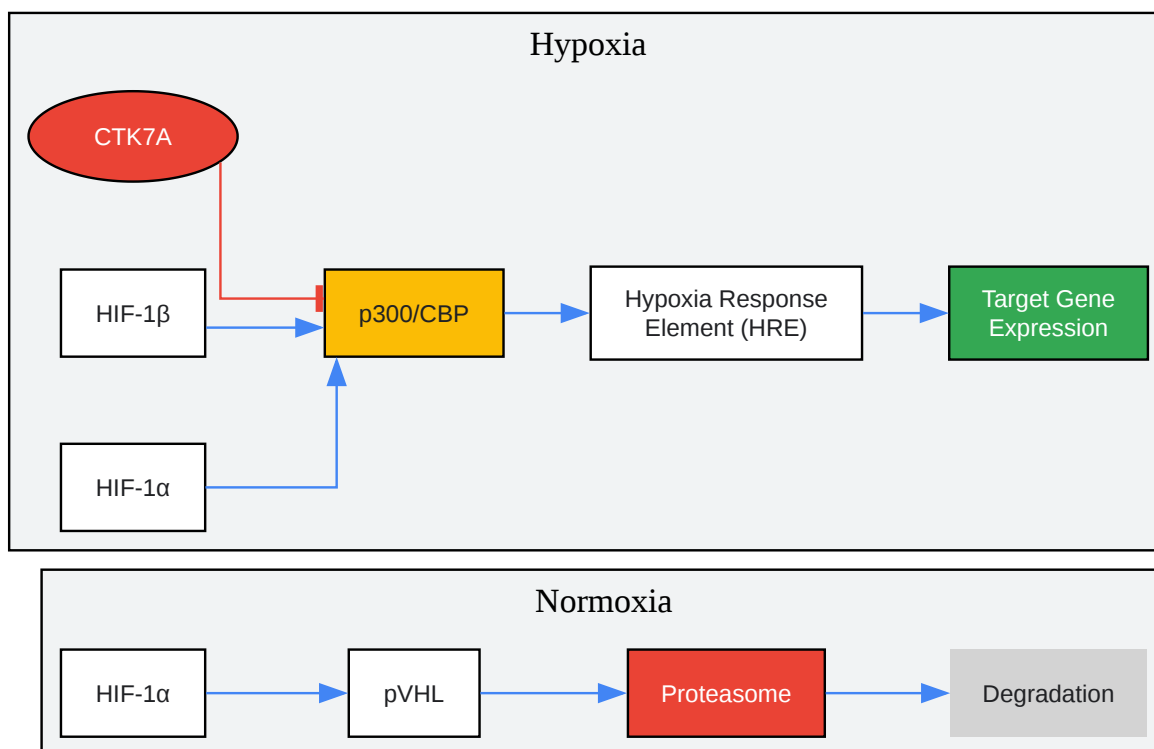 Hypoxia
CTK7A
HIF-1β
p300/CBP
Hypoxia Response
Element (HRE)
Target Gene
Expression
HIF-1α
Normoxia
HIF-1α
pVHL
Proteasome
Degradation